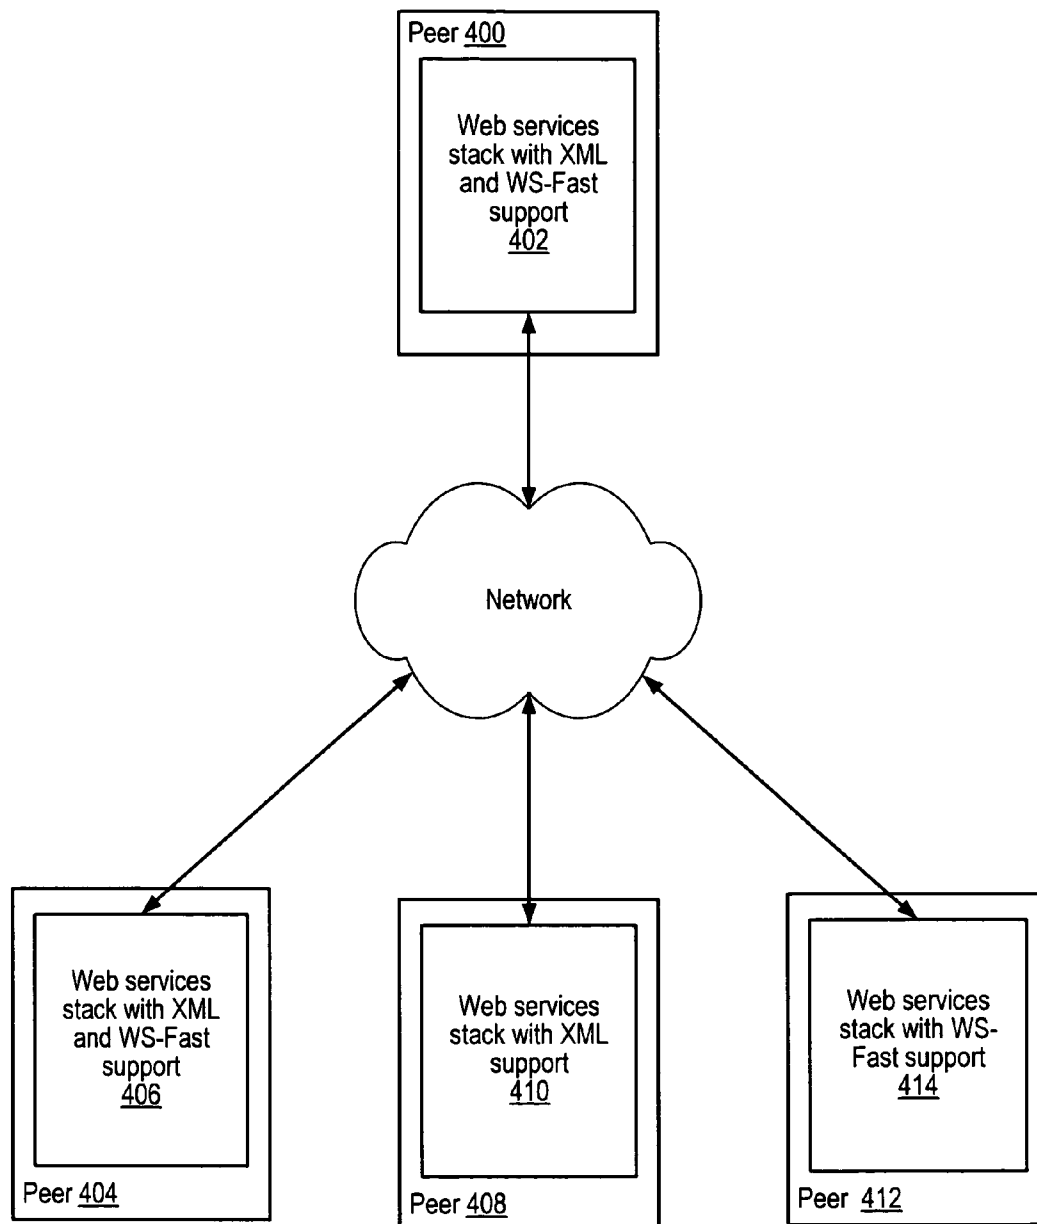 Peer 400
Web services
stack with XML
and WS-Fast
support
402
Network
Web services
stack with XML
and WS-Fast
support
406
Peer 404
Web services
stack with XML
support
410
Peer 408
Web services
stack with WS-
Fast support
414
Peer 412